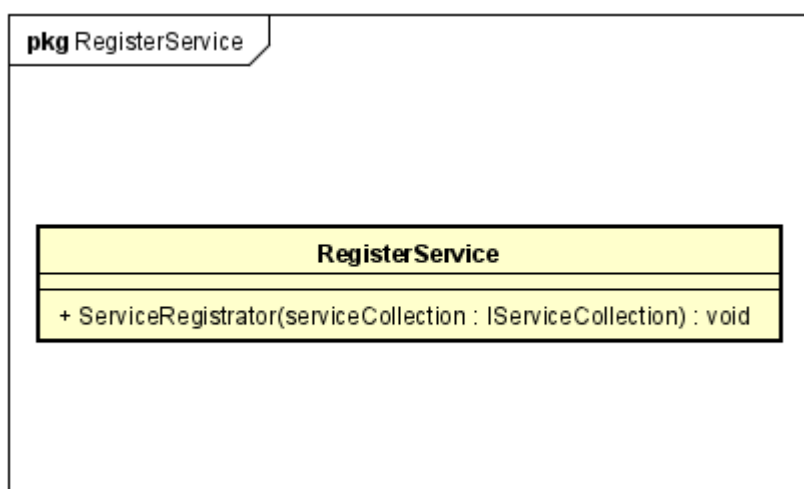 pkg RegisterService
RegisterService
+ ServiceRegistrator(serviceCollection : IServiceCollection) : void